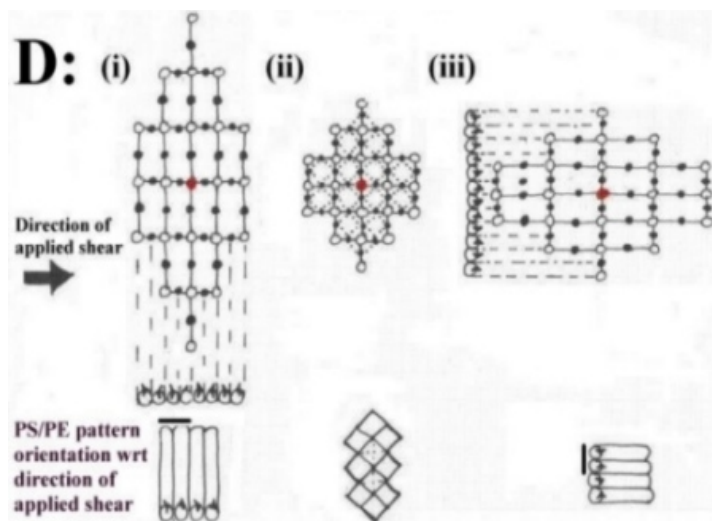 D: (i) (ii) (iii)
Direction of
applied shear
PS/PE pattern
orientation wrt
direction of
applied shear